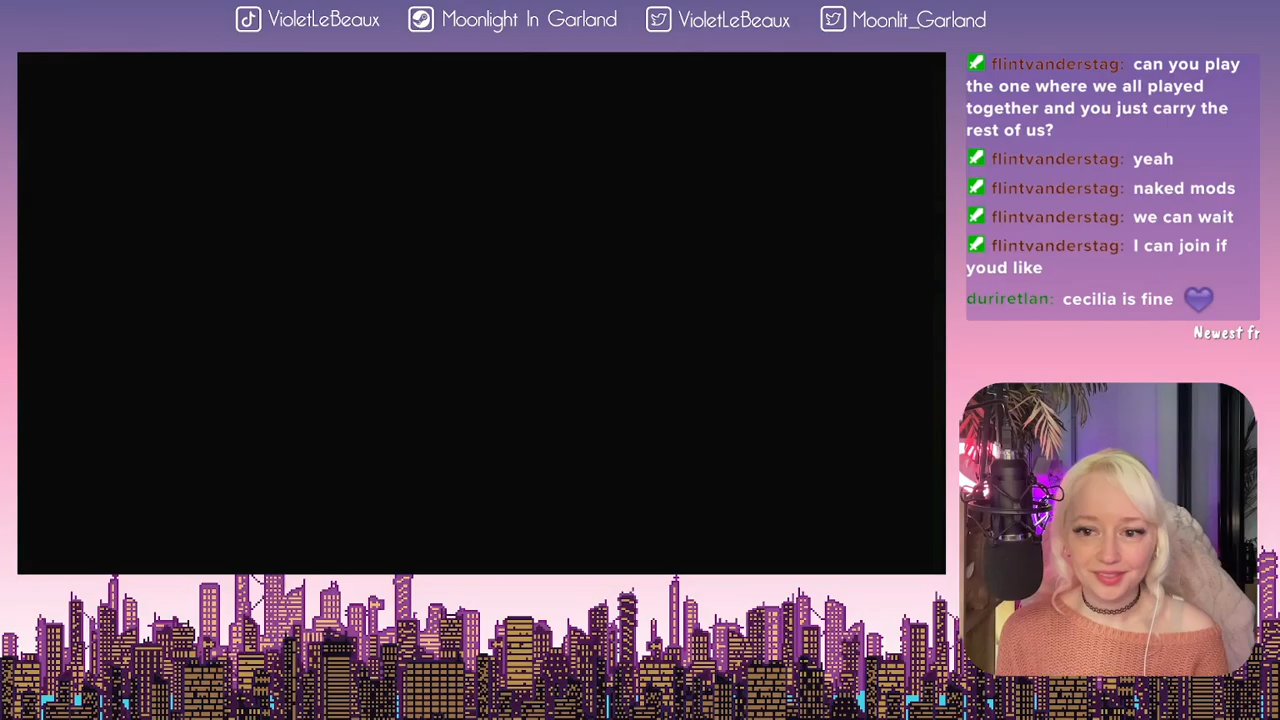 VioletLeBeaux Moonlight In Garland VioletLeBeaux Moonlit_Garland
flintvanderstag: can you play
the one where we all played
together and you just carry the
rest of us?
flintvanderstag: yeah
flintvanderstag: naked mods
flintvanderstag: we can wait
flintvanderstag: I can join if
youd like
duriretlan: cecilia is fine
Newest fr